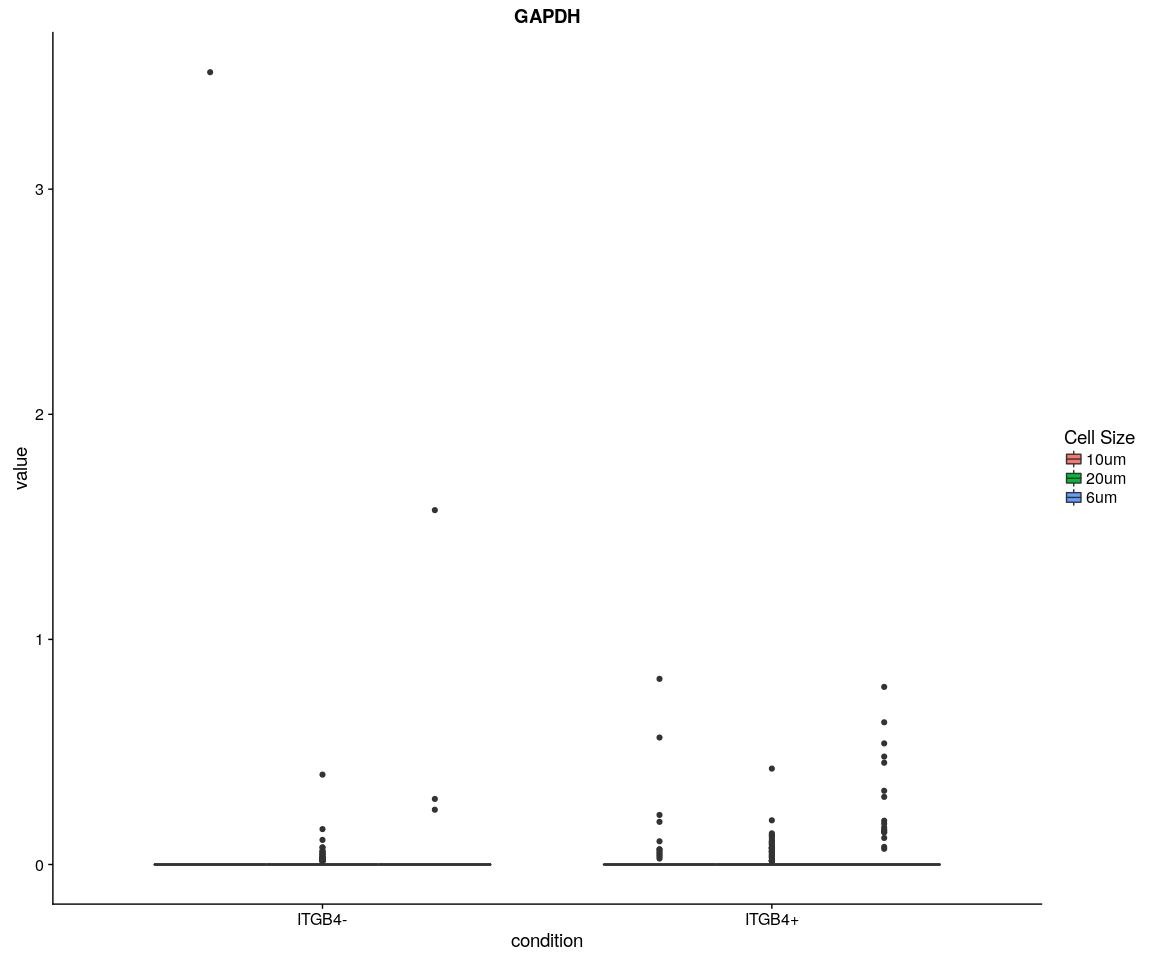 GAPDH
3
2
1
0
value
ITGB4-
ITGB4+
condition
Cell Size
10um
20um
6um